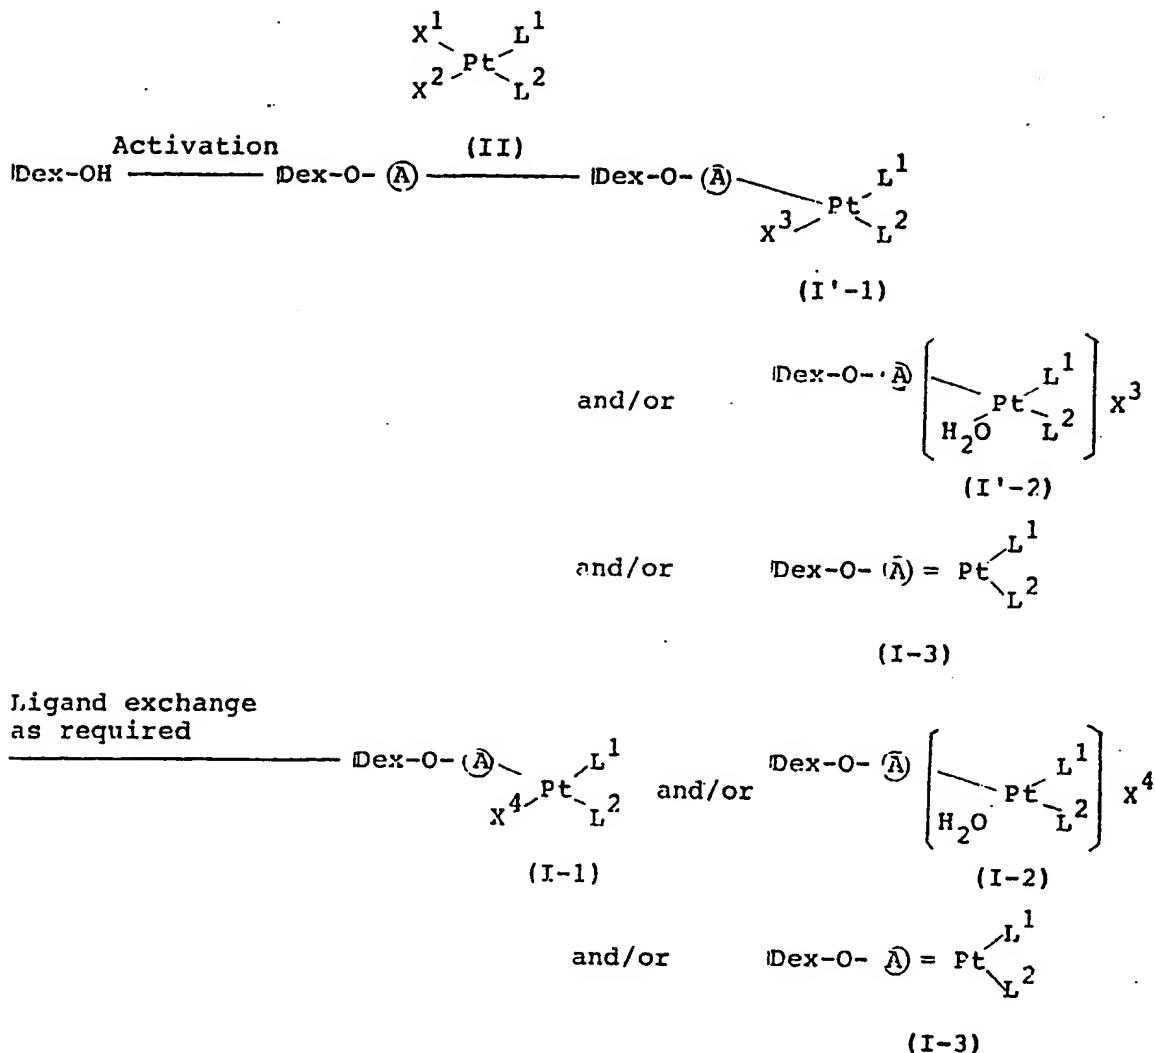 X¹ L¹
Pt
X² L²
Activation (II)
Dex-OH Dex-O-Ⓐ Dex-O-Ⓐ L¹
Pt
X³ L²
(I'-1)
and/or Dex-O-Ⓐ [ Pt L¹ H₂O L² ] X³
(I'-2)
and/or Dex-O-Ⓐ = Pt L¹ L²
(I-3)
Ligand exchange
as required
Dex-O-Ⓐ Pt L¹ X⁴ L² and/or Dex-O-Ⓐ [ Pt L¹ H₂O L² ] X⁴
(I-1) (I-2)
and/or Dex-O-Ⓐ = Pt L¹ L²
(I-3)